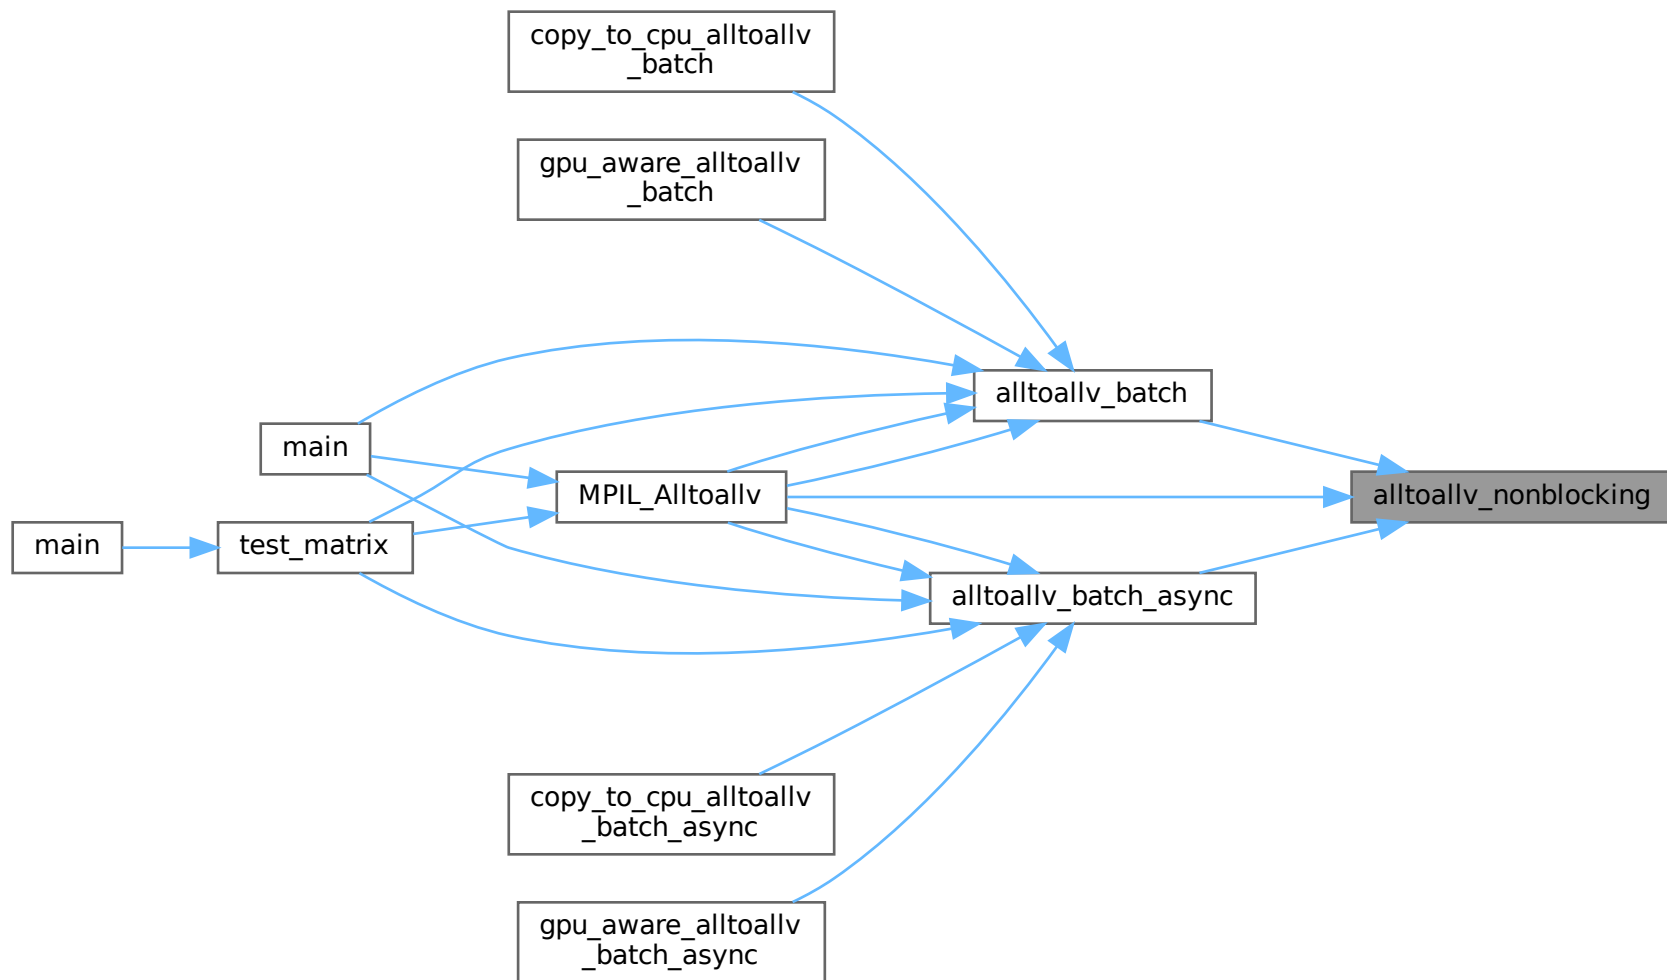 copy_to_cpu_alltoallv
_batch
gpu_aware_alltoallv
_batch
alltoallv_batch
main
MPIL_Alltoallv
alltoallv_nonblocking
main
test_matrix
alltoallv_batch_async
copy_to_cpu_alltoallv
_batch_async
gpu_aware_alltoallv
_batch_async